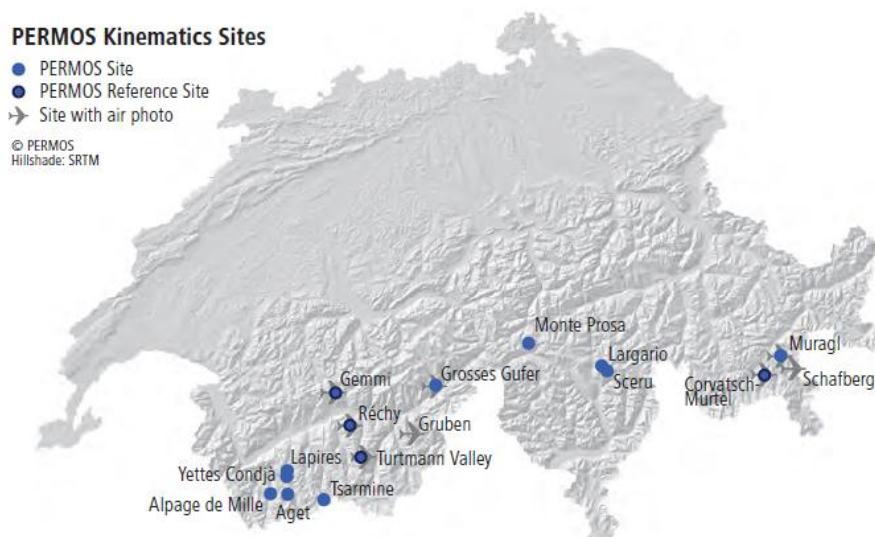 PERMOS Kinematics Sites
PERMOS Site
PERMOS Reference Site
Site with air photo
© PERMOS
Hillshade: SRTM
Monte Prosa
Muragl
Largario
Gemmi
Grosses Gufer
Sceru
Corvatsch-
Murtèl
Schafberg
Réchy
Gruben
Lapires
Turtmann Valley
Yettes Condjà
Alpage de Mille
Aget
Tsarmine